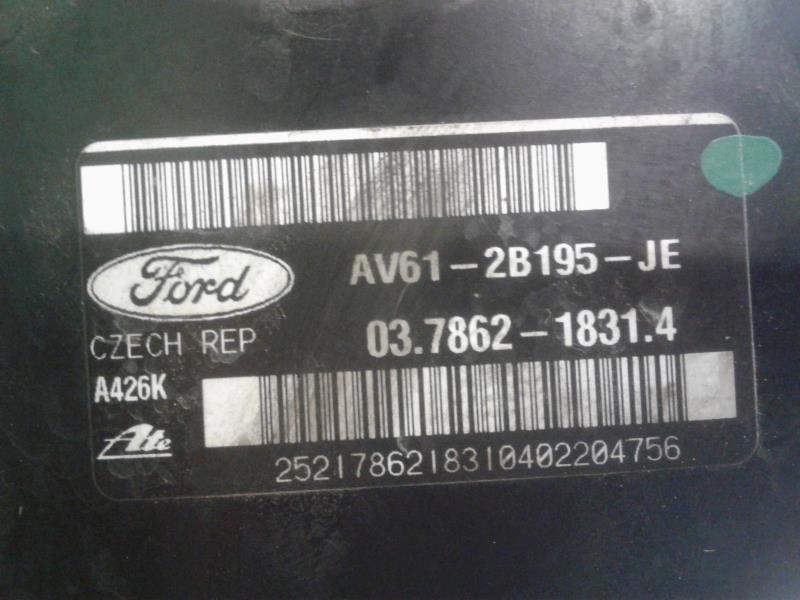 Ford
AV61-2B195-JE
CZECH REP
03.7862-1831.4
A426K
Ate
2521786218310402204756